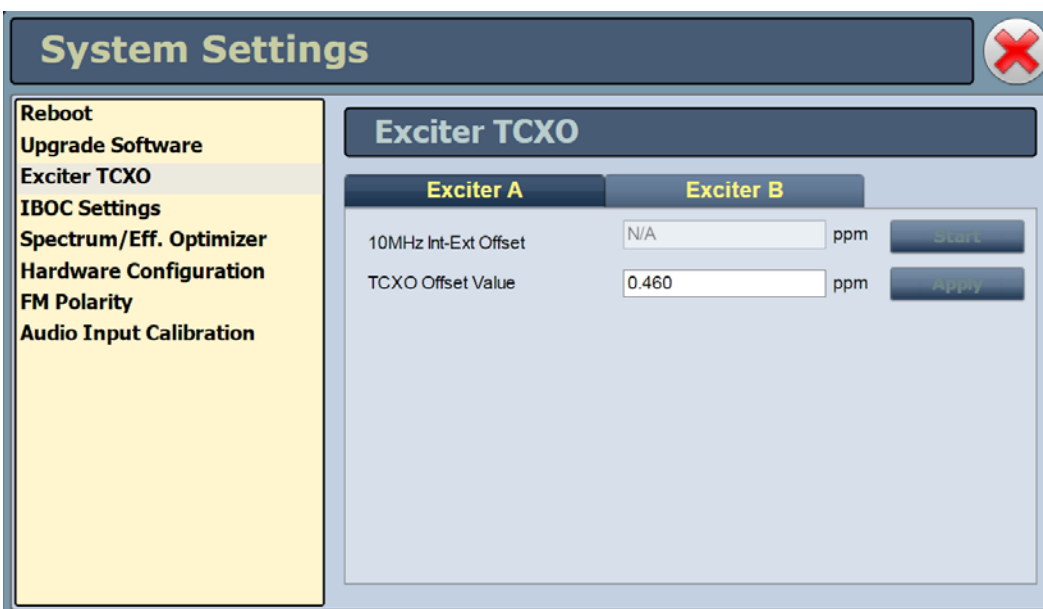 System Settings
Reboot
Upgrade Software
Exciter TCXO
IBOC Settings
Spectrum/Eff. Optimizer
Hardware Configuration
FM Polarity
Audio Input Calibration
Exciter TCXO
Exciter A Exciter B
10MHz Int-Ext Offset N/A ppm Start
TCXO Offset Value 0.460 ppm Apply